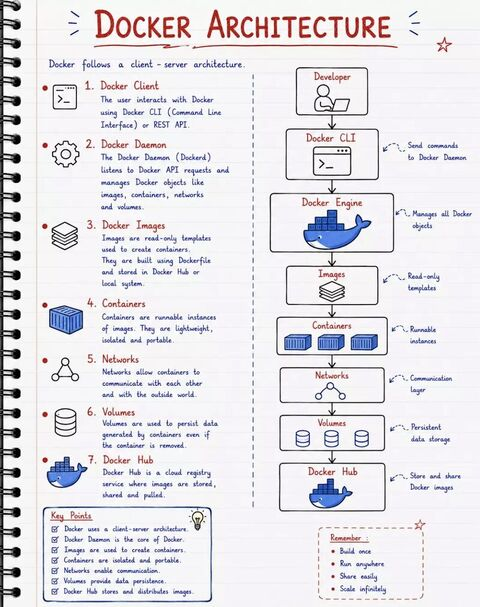 DOCKER ARCHITECTURE
Docker follows a client-server architecture.
1. Docker Client
The user interacts with Docker
using Docker CLI (Command Line
Interface) or REST API.
2. Docker Daemon
The Docker Daemon (Dockerd)
listens to Docker API requests and
manages Docker objects like
images, containers, networks
and volumes.
3. Docker Images
Images are read-only templates
used to create containers.
They are built using Dockerfile
and stored in Docker Hub or
local system.
4. Containers
Containers are runnable instances
of images. They are lightweight,
isolated and portable.
5. Networks
Networks allow containers to
communicate with each other
and with the outside world.
6. Volumes
Volumes are used to persist data
generated by containers even if
the container is removed.
7. Docker Hub
Docker Hub is a cloud registry
service where images are stored,
shared and pulled.
Key Points
Docker uses a client-server architecture.
Docker Daemon is the core of Docker.
Images are used to create containers.
Containers are isolated and portable.
Networks enable communication.
Volumes provide data persistence.
Docker Hub stores and distributes images.
Developer
Docker CLI
Send commands
to Docker Daemon
Docker Engine
Manages all Docker
objects
Images
Read-only
templates
Containers
Runnable
instances
Networks
Communication
layer
Volumes
Persistent
data storage
Docker Hub
Store and share
Docker images
Remember :
Build once
Run anywhere
Share easily
Scale infinitely